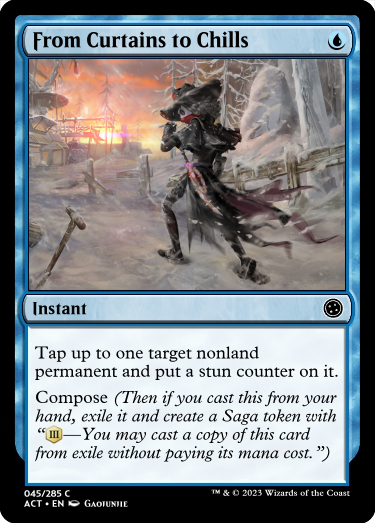 From Curtains to Chills
Instant
Tap up to one target nonland
permanent and put a stun counter on it.
Compose (Then if you cast this from your
hand, exile it and create a Saga token with
“III—You may cast a copy of this card
from exile without paying its mana cost.”)
045/285 C
ACT • EN GAOJUNJIE
™ & © 2023 Wizards of the Coast